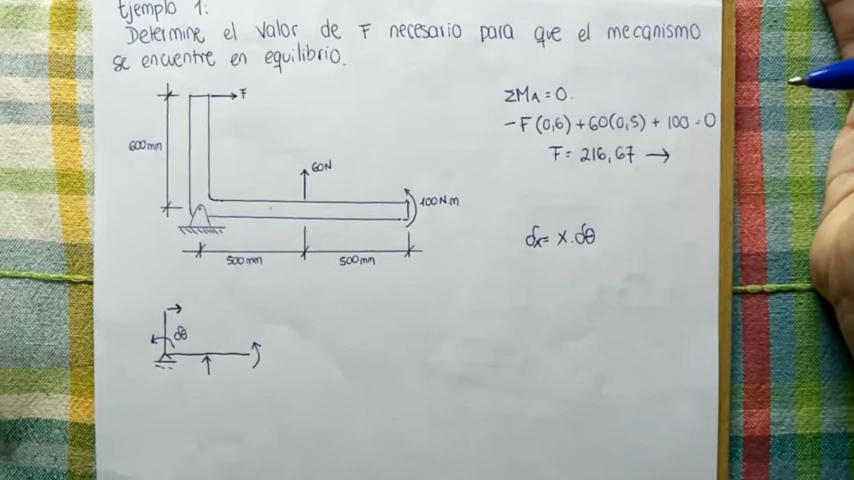 Ejemplo 1:
Determine el valor de F necesario para que el mecanismo
se encuentre en equilibrio.
F
600mm
60N
100N.m
500mm
500mm
ΣMA = 0.
-F(0,6) + 60(0,5) + 100 = 0
F = 216,67 →
δx = x.δθ
δθ